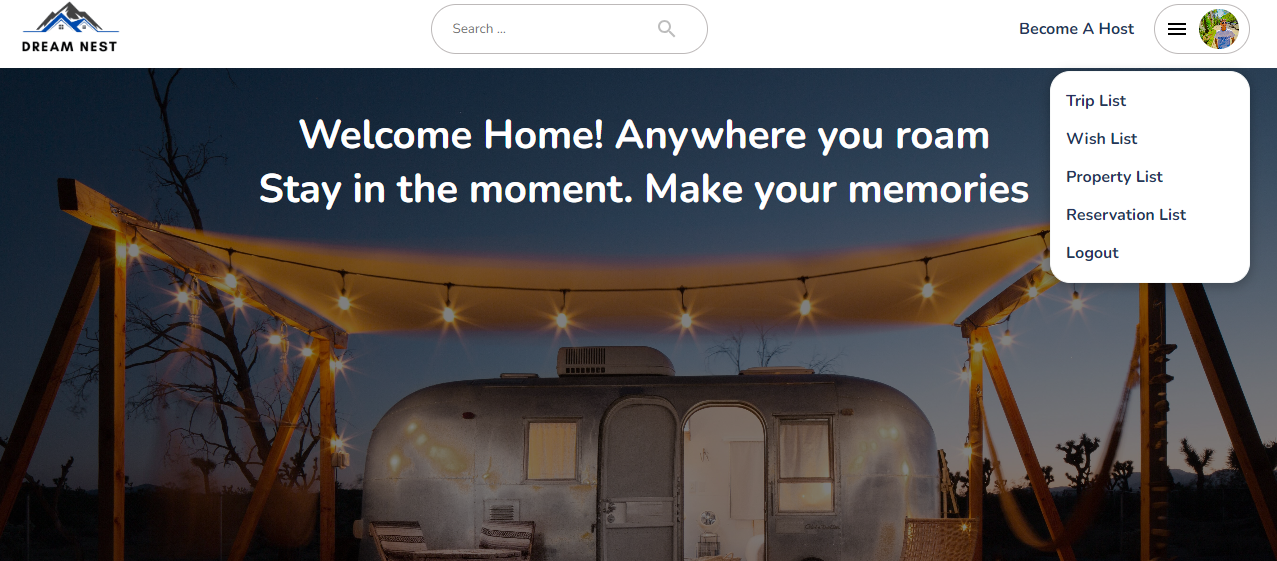 DREAM NEST
Search ...
Become A Host
Welcome Home! Anywhere you roam
Stay in the moment. Make your memories
Trip List
Wish List
Property List
Reservation List
Logout